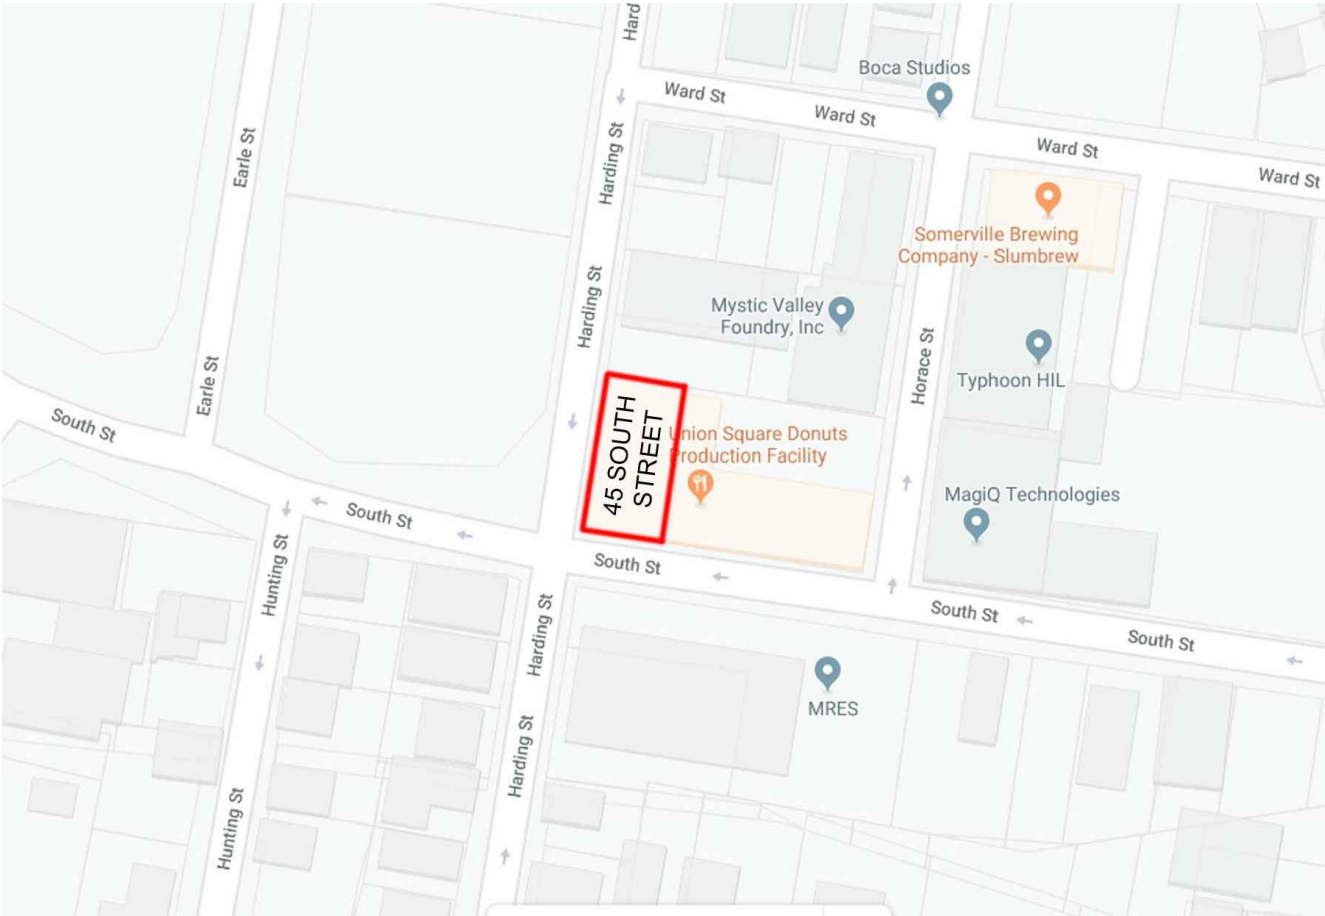 Hard
Boca Studios
Ward St
Ward St
Ward St
Ward St
Earle St
Harding St
Somerville Brewing
Company - Slumbrew
Harding St
Mystic Valley
Foundry, Inc
Horace St
Typhoon HIL
Earle St
South St
45 SOUTH
STREET
Union Square Donuts
Production Facility
MagiQ Technologies
South St
South St
Hunting St
South St
South St
Harding St
MRES
Harding St
Hunting St